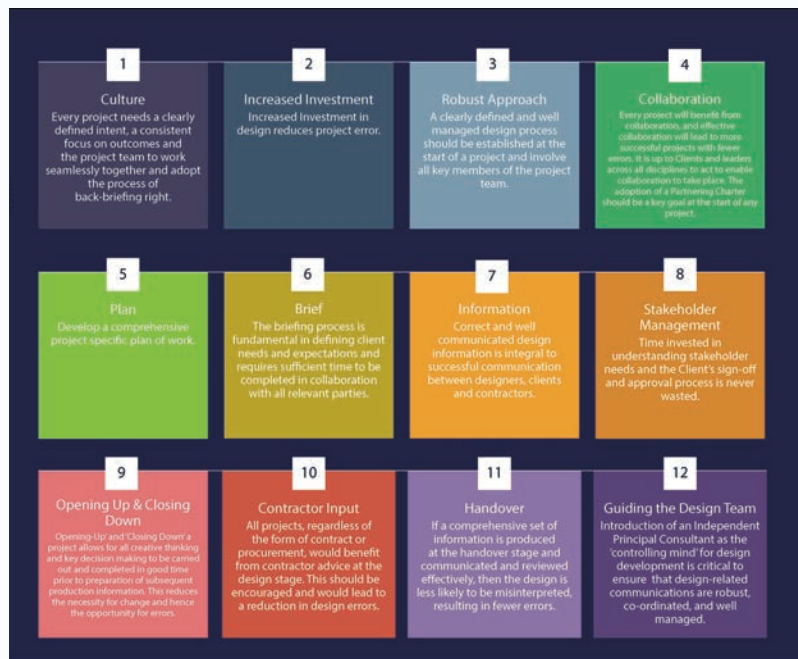 1
Culture
Every project needs a clearly
defined intent, a consistent
focus on outcomes and
the project team to work
seamlessly together and adopt
the process of
back-briefing right.
2
Increased Investment
Increased Investment in
design reduces project error.
3
Robust Approach
A clearly defined and well
managed design process
should be established at the
start of a project and involve
all key members of the project
team.
4
Collaboration
Every project will benefit from
collaboration, and effective
collaboration will lead to more
successful projects with fewer
errors. It is up to Clients and leaders
across all disciplines to act to enable
collaboration to take place. The
adoption of a Partnering Charter
should be a key goal at the start of any
project.
5
Plan
Develop a comprehensive
project specific plan of work.
6
Brief
The briefing process is
fundamental in defining client
needs and expectations and
requires sufficient time to be
completed in collaboration
with all relevant parties.
7
Information
Correct and well
communicated design
information is integral to
successful communication
between designers, clients
and contractors.
8
Stakeholder
Management
Time invested in
understanding stakeholder
needs and the Client's sign-off
and approval process is never
wasted.
9
Opening Up & Closing
Down
Opening-Up' and 'Closing Down' a
project allows for all creative thinking
and key decision making to be carried
out and completed in good time
prior to preparation of subsequent
production information. This reduces
the necessity for change and hence
the opportunity for errors.
10
Contractor Input
All projects, regardless of
the form of contract or
procurement, would benefit
from contractor advice at
the design stage. This should be
encouraged and would lead to
a reduction in design errors.
11
Handover
If a comprehensive set of
information is produced
at the handover stage and
communicated and reviewed
effectively, then the design is
less likely to be misinterpreted,
resulting in fewer errors.
12
Guiding the Design Team
Introduction of an Independent
Principal Consultant as the
'controlling mind' for design
development is critical to
ensure that design-related
communications are robust,
co-ordinated, and well
managed.